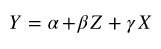 Y = α+βZ + γX